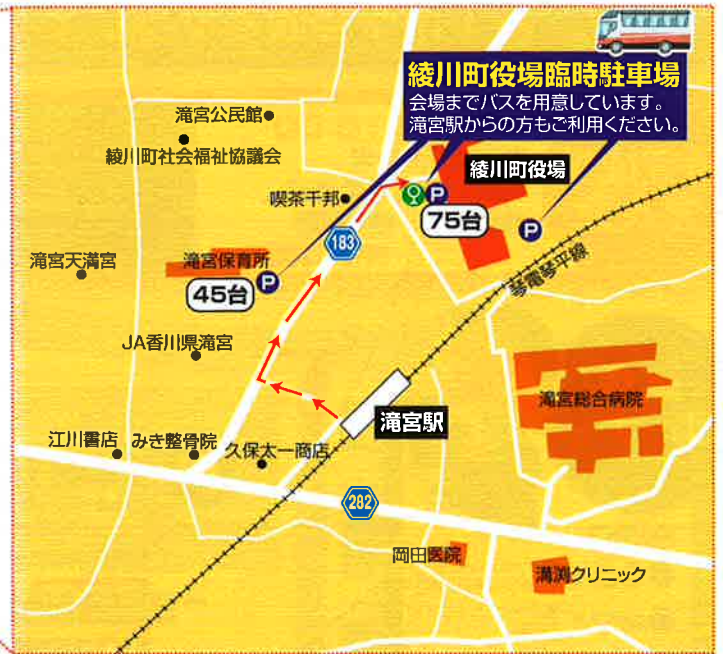 綾川町役場臨時駐車場
会場までバスを用意しています。
滝宮駅からの方もご利用ください。
滝宮公民館
綾川町社会福祉協議会
綾川町役場
喫茶千邦
P
75台
P
183
琴電琴平線
滝宮天満宮
滝宮保育所
P
45台
JA香川県滝宮
滝宮総合病院
滝宮駅
江川書店
みき整骨院
久保太一商店
282
岡田医院
溝渕クリニック